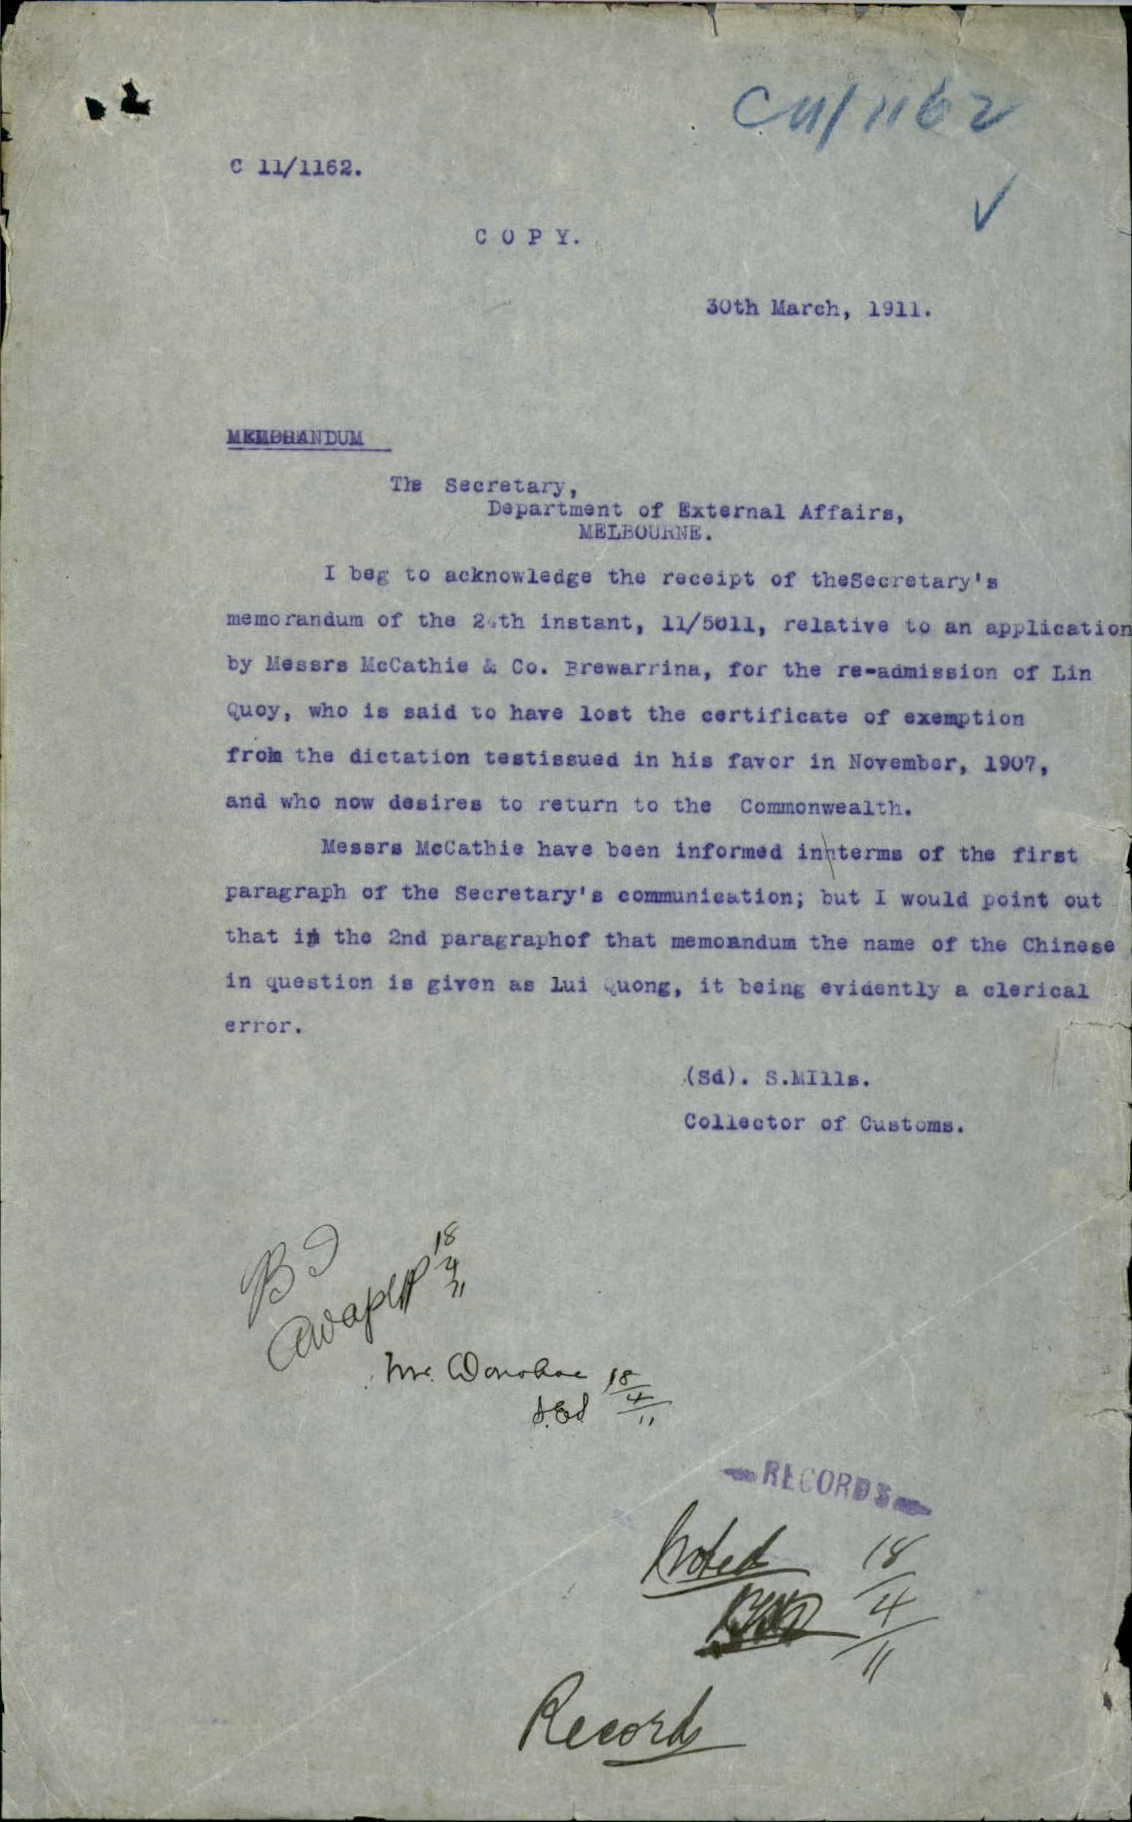 C 11/1162
C 11/1162.
C O P Y.
30th March, 1911.
MEMORANDUM
The Secretary,
Department of External Affairs,
MELBOURNE.
I beg to acknowledge the receipt of theSecretary's
memorandum of the 24th instant, 11/5011, relative to an application
by Messrs McCathie & Co. Brewarrina, for the re-admission of Lin
Quoy, who is said to have lost the certificate of exemption
from the dictation testissued in his favor in November, 1907,
and who now desires to return to the Commonwealth.
Messrs McCathie have been informed in terms of the first
paragraph of the Secretary's communication; but I would point out
that in the 2nd paragraphof that memoandum the name of the Chinese
in question is given as lui Quong, it being evidently a clerical
error.
(Sd). S.MIlls.
Collector of Customs.
18
4
11
Mr. Donohoe 18
4
11
RECORDS
Noted 18
4
11
Records